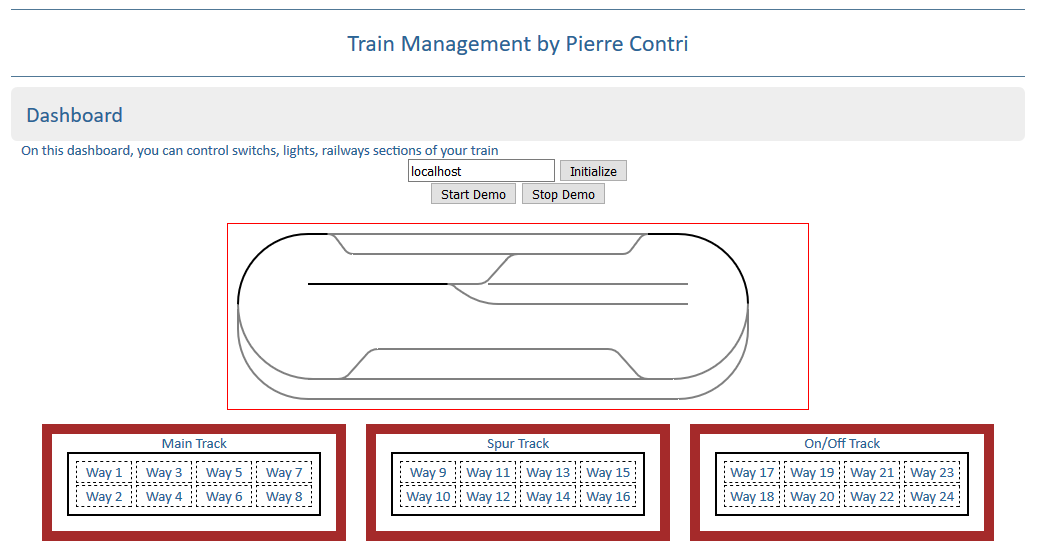 Train Management by Pierre Contri
Dashboard
On this dashboard, you can control switchs, lights, railways sections of your train
localhost Initialize
Start Demo Stop Demo
Main Track
Way 1 Way 3 Way 5 Way 7
Way 2 Way 4 Way 6 Way 8
Spur Track
Way 9 Way 11 Way 13 Way 15
Way 10 Way 12 Way 14 Way 16
On/Off Track
Way 17 Way 19 Way 21 Way 23
Way 18 Way 20 Way 22 Way 24